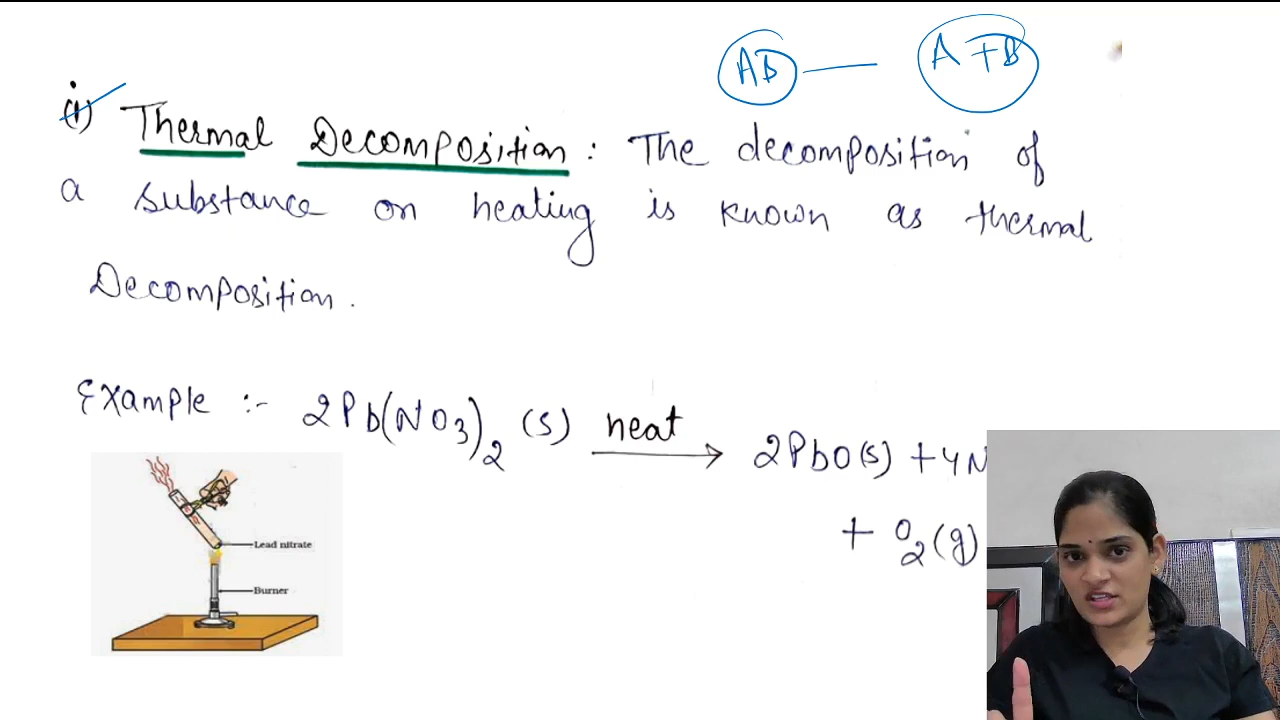 AB — A+B
(i) Thermal Decomposition : The decomposition of
a substance on heating is known as thermal
Decomposition.
Example :- 2Pb(NO3)2 (s) heat → 2PbO(s) + 4N
+ O2(g)
Lead nitrate
Burner